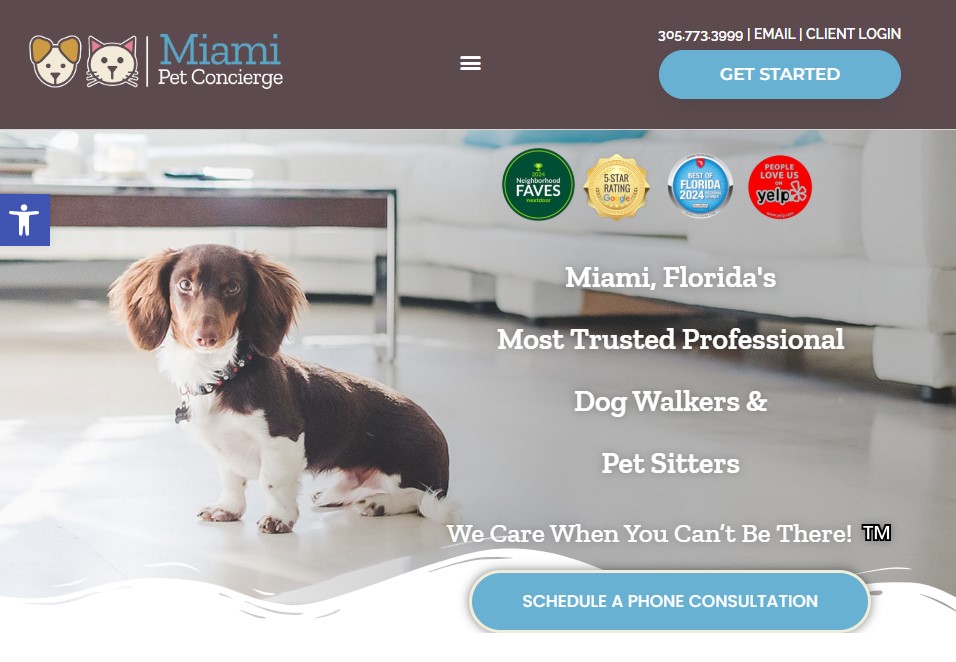 Miami
Pet Concierge
305.773.3999 | EMAIL | CLIENT LOGIN
GET STARTED
2024
Neighborhood
FAVES
nextdoor
5-STAR
RATING
Google
BEST OF
FLORIDA
2024
PEOPLE
LOVE US
ON
yelp
Miami, Florida's
Most Trusted Professional
Dog Walkers &
Pet Sitters
We Care When You Can’t Be There! TM
SCHEDULE A PHONE CONSULTATION